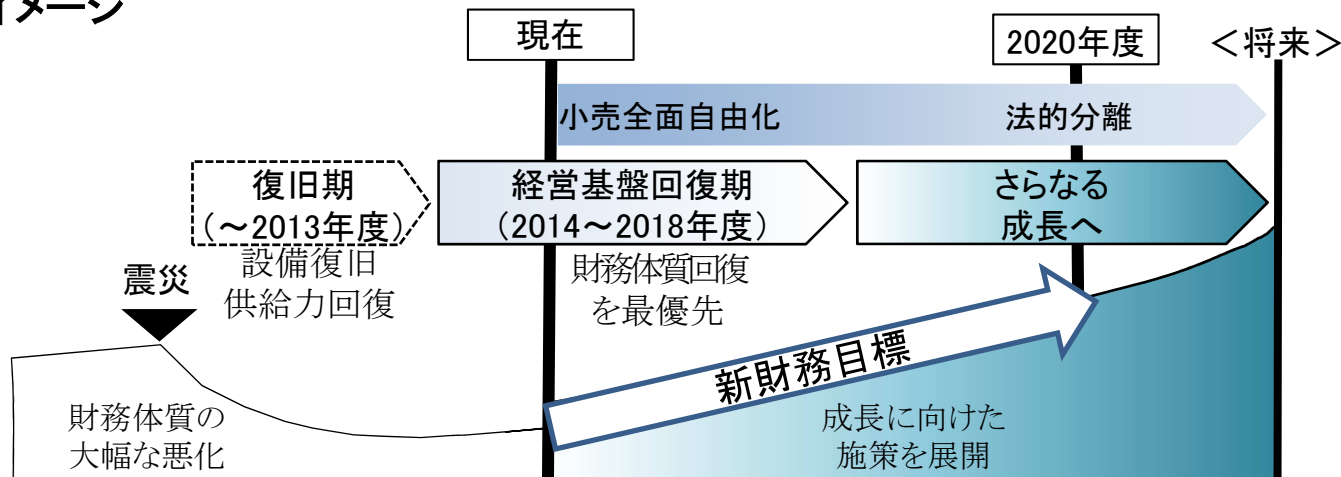 イメージ
現在
2020年度
＜将来＞
小売全面自由化
法的分離
復旧期
（～2013年度）
経営基盤回復期
（2014～2018年度）
さらなる
成長へ
設備復旧
供給力回復
財務体質回復
を最優先
震災
新財務目標
財務体質の
大幅な悪化
成長に向けた
施策を展開